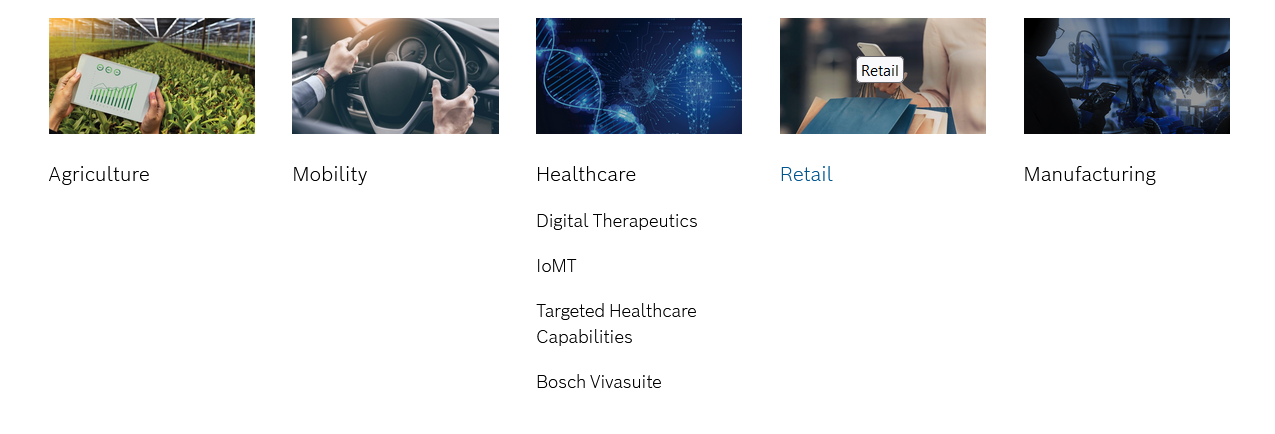 Retail
Agriculture
Mobility
Healthcare
Retail
Manufacturing
Digital Therapeutics
IoMT
Targeted Healthcare
Capabilities
Bosch Vivasuite